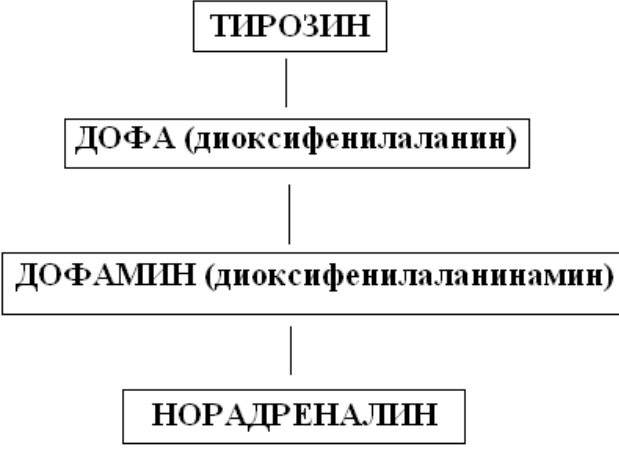 ТИРОЗИН
ДОФА (диоксифенилаланин)
ДОФАМИН (диоксифенилаланинамин)
НОРАДРЕНАЛИН